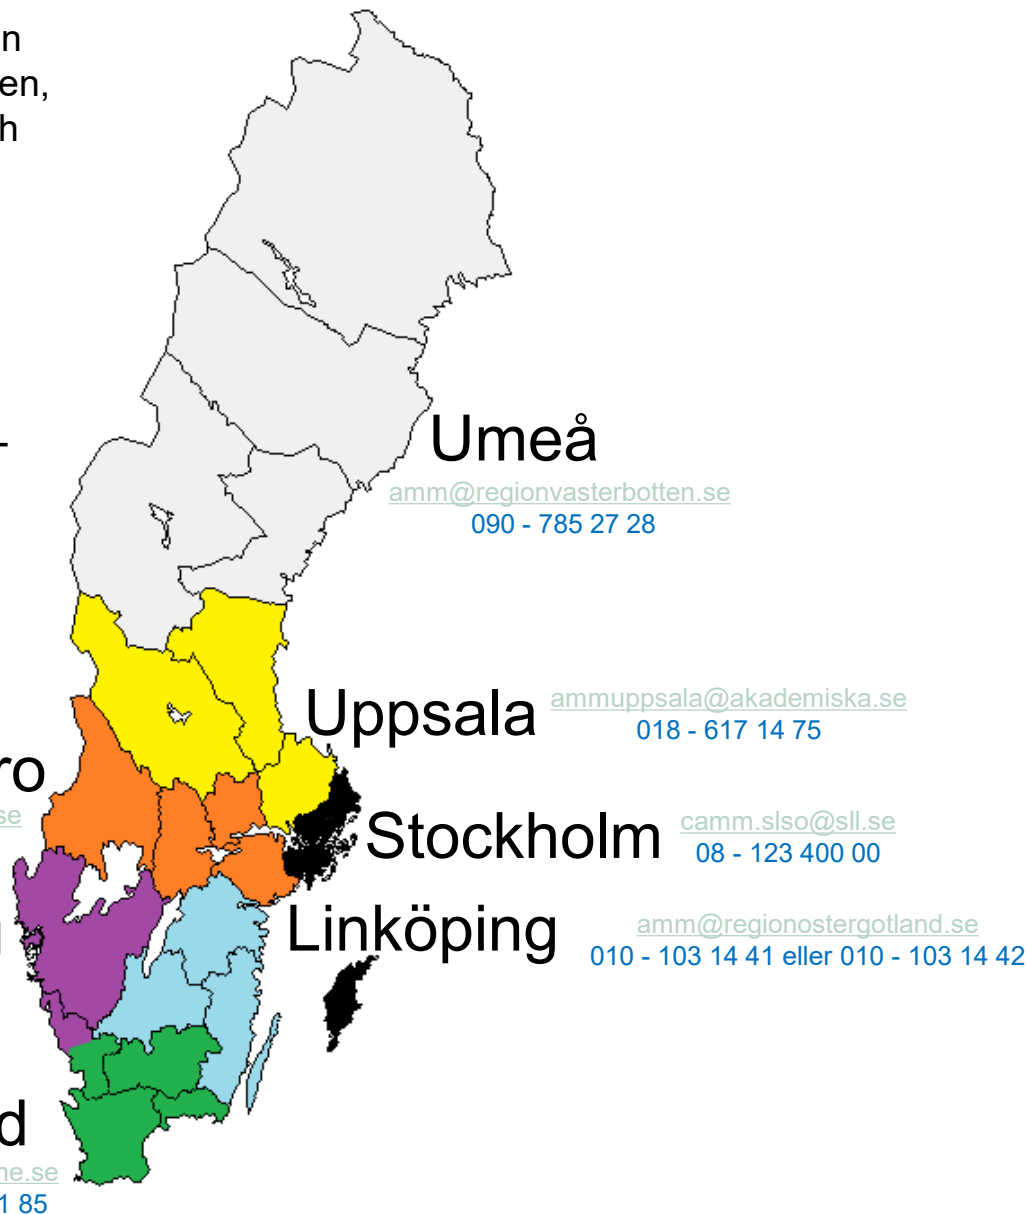 n
en,
h
-
Umeå
amm@regionvasterbotten.se
090 - 785 27 28
Uppsala
ammuppsala@akademiska.se
018 - 617 14 75
ro
se
Stockholm
camm.slso@sll.se
08 - 123 400 00
Linköping
amm@regionostergotland.se
010 - 103 14 41 eller 010 - 103 14 42
d
ne.se
1 85